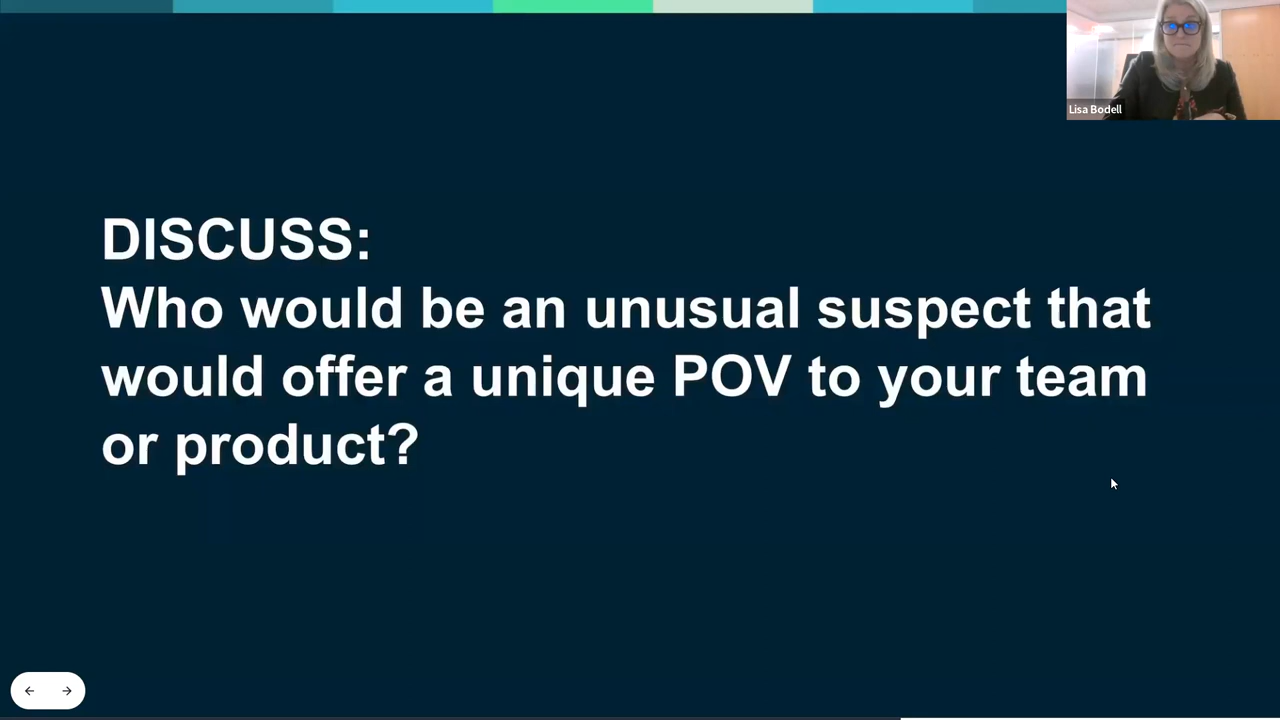 Lisa Bodell
DISCUSS:
Who would be an unusual suspect that
would offer a unique POV to your team
or product?